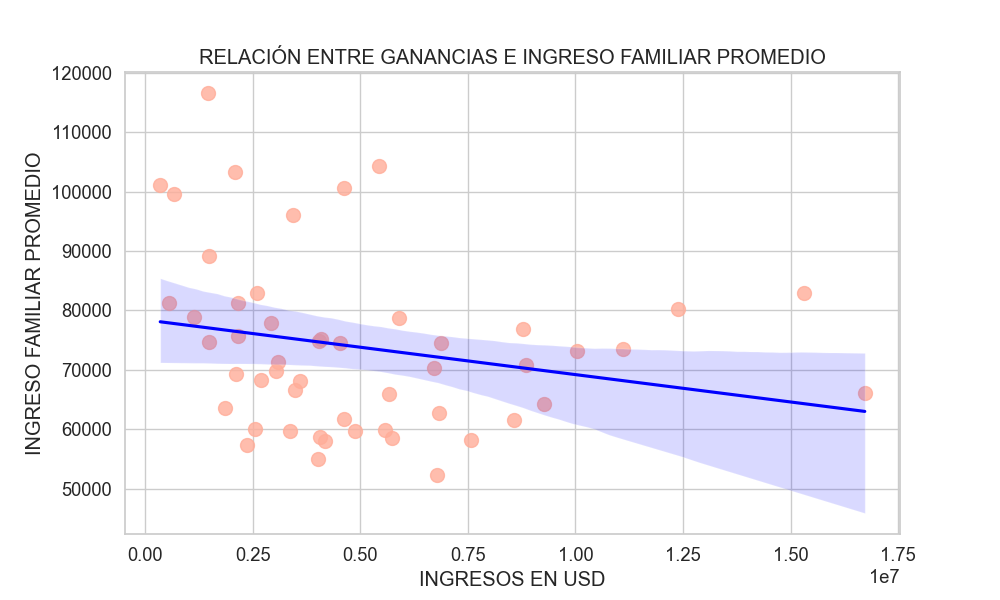 RELACIÓN ENTRE GANANCIAS E INGRESO FAMILIAR PROMEDIO
INGRESO FAMILIAR PROMEDIO
120000
110000
100000
90000
80000
70000
60000
50000
0.00 0.25 0.50 0.75 1.00 1.25 1.50 1.75
1e7
INGRESOS EN USD